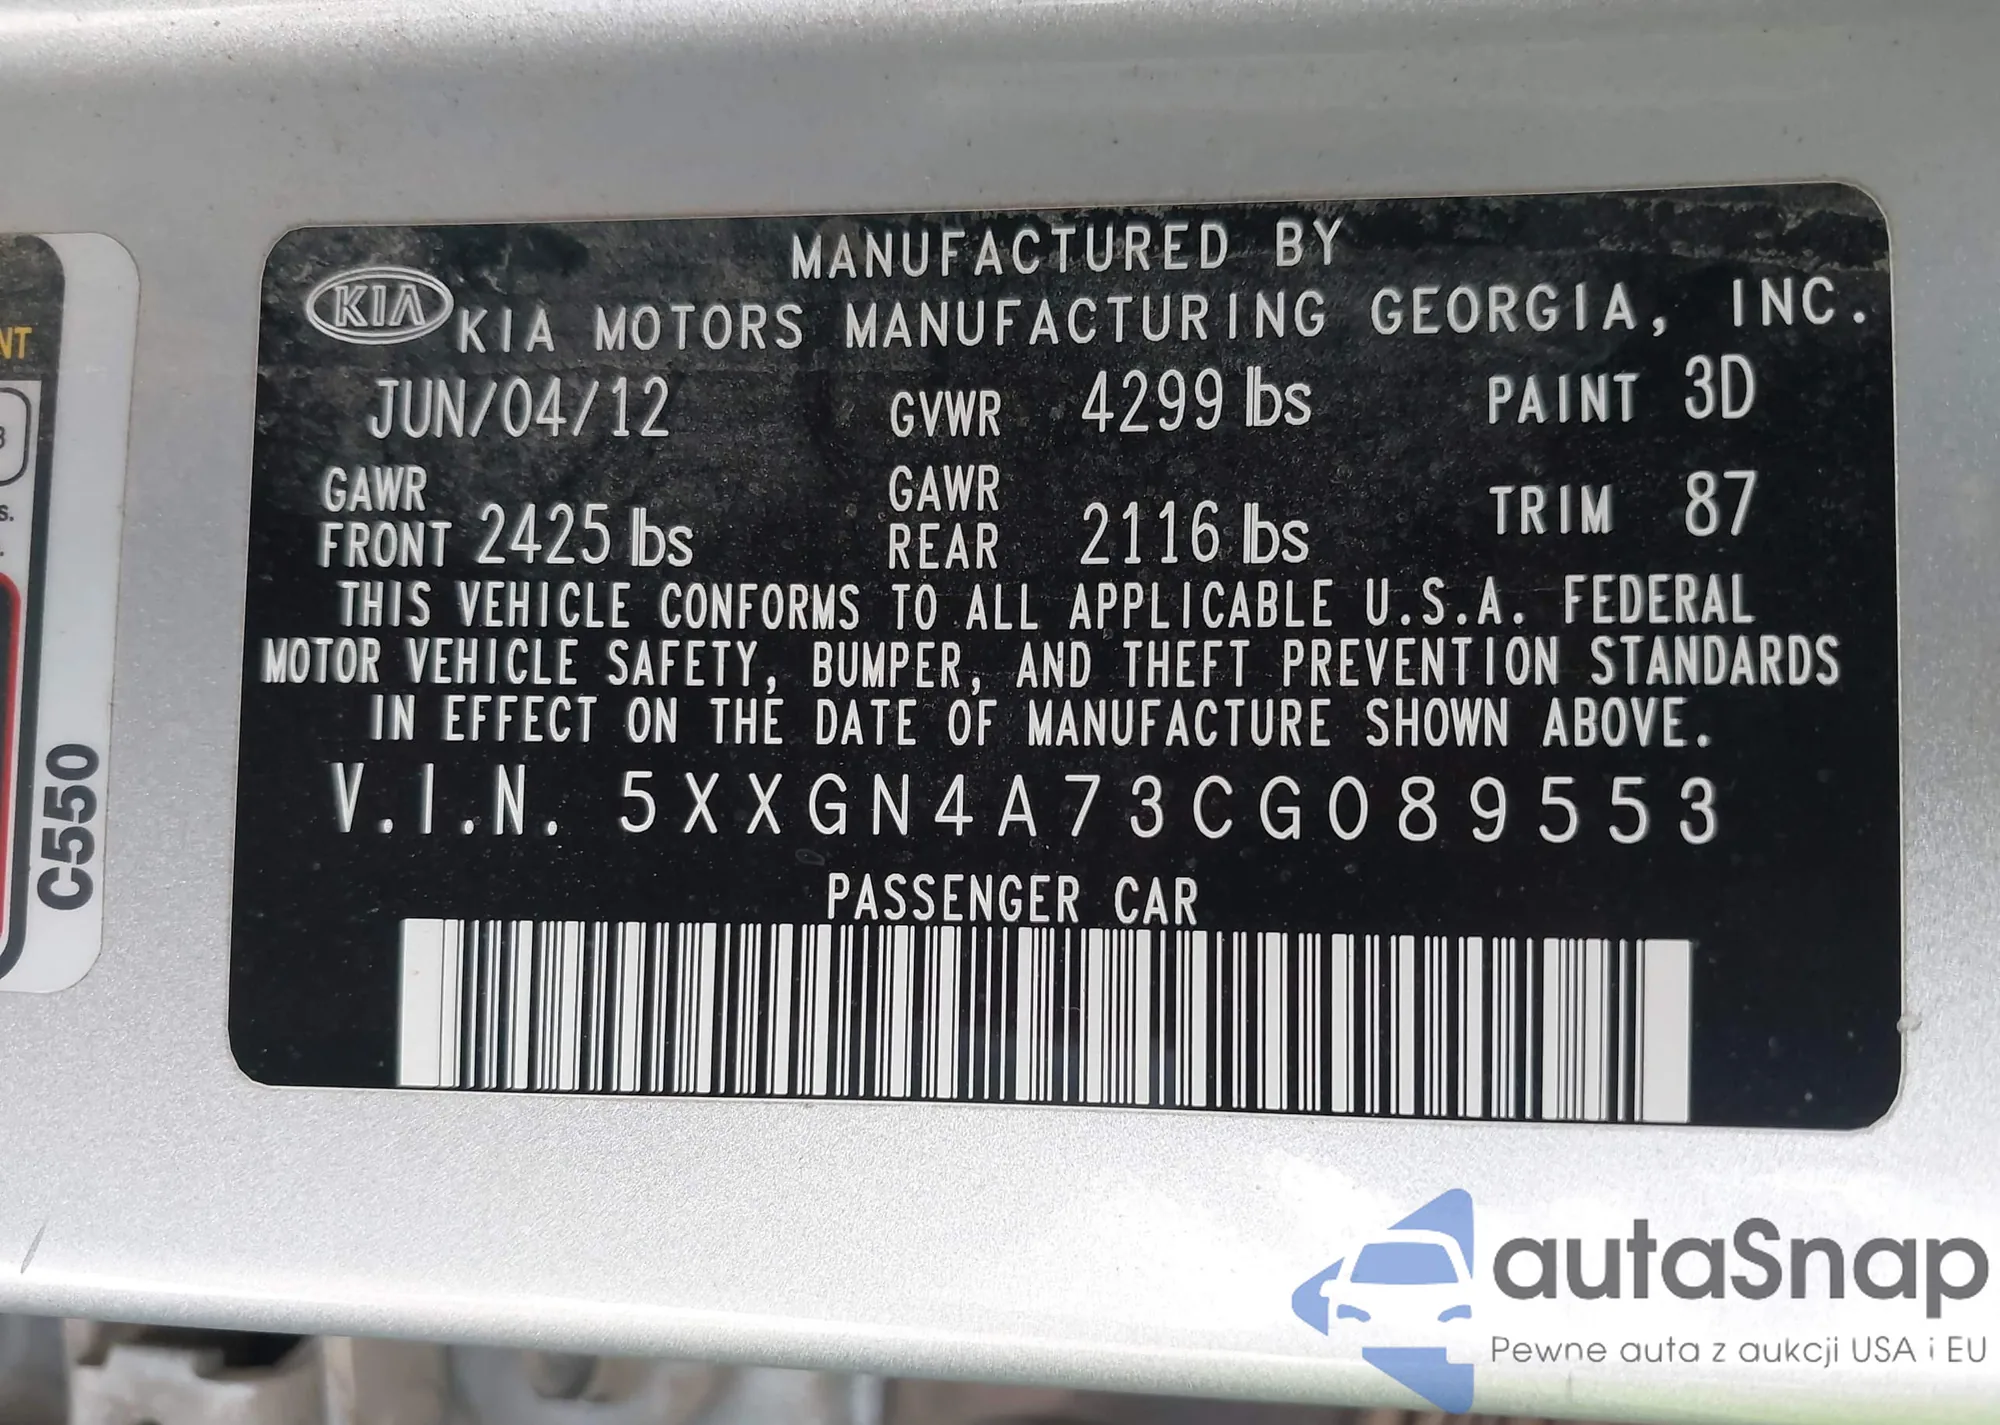 NT
C550
MANUFACTURED BY
KIA KIA MOTORS MANUFACTURING GEORGIA, INC.
JUN/04/12 GVWR 4299 lbs PAINT 3D
GAWR FRONT 2425 lbs GAWR REAR 2116 lbs TRIM 87
THIS VEHICLE CONFORMS TO ALL APPLICABLE U.S.A. FEDERAL
MOTOR VEHICLE SAFETY, BUMPER, AND THEFT PREVENTION STANDARDS
IN EFFECT ON THE DATE OF MANUFACTURE SHOWN ABOVE.
V.I.N. 5XXGN4A73CG089553
PASSENGER CAR
autaSnap
Pewne auta z aukcji USA i EU